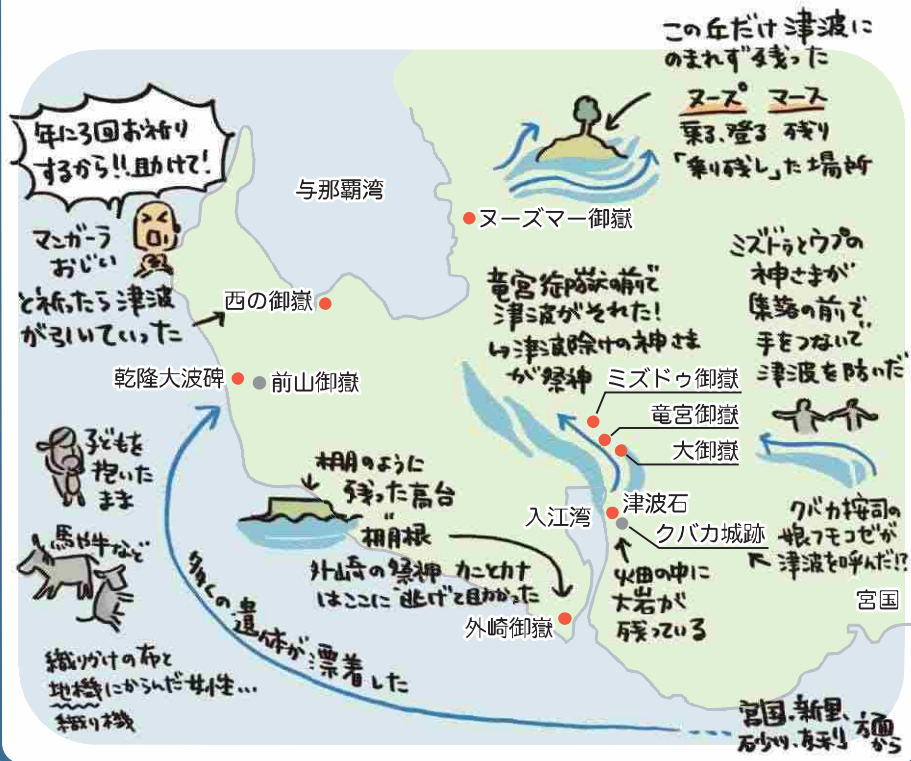 この丘だけ津波に
のまれず残った
ヌーズ　マース
乗る、登る　残り
「乗り残し」た場所
年に3回お祈り
するから!!助けて!
与那覇湾
ヌーズマー御嶽
マンガーラ
おじい
と祈ったら津波
が引いていった
西の御嶽
竜宮御嶽の前で
津波がそれた!
↳津波除けの神さま
が祭神
ミズドゥとウプの
神さまが
集落の前で
手をつないで
津波を防いだ
乾隆大波碑
前山御嶽
ミズドゥ御嶽
竜宮御嶽
大御嶽
子どもを
抱いた
まま
馬や牛など
棚のように
残った高台
〃
棚根
外崎の祭神　カニとカナ
はここに逃げて助かった
入江湾
津波石
クバカ城跡
クバカ按司の
娘フモコゼが
津波を呼んだ!?
畑の中に
大岩が
残っている
外崎御嶽
宮国
多くの遺体が漂着した
織りかけの布と
地機にからんだ女性…
織り機
宮国、新里、
砂川、友利
方面
から